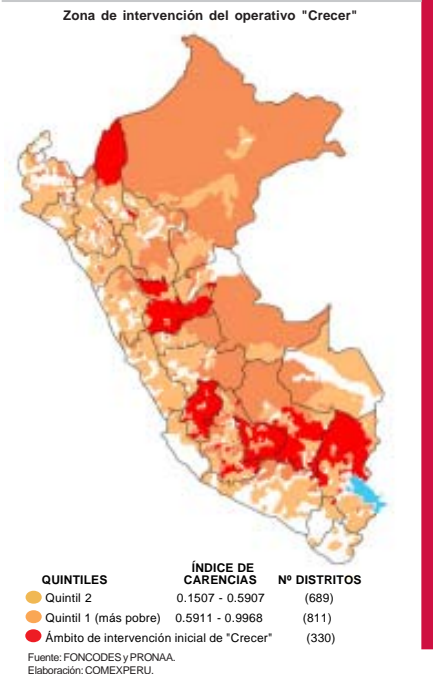 Zona de intervención del operativo "Crecer"
QUINTILES ÍNDICE DE CARENCIAS Nº DISTRITOS
Quintil 2 0.1507 - 0.5907 (689)
Quintil 1 (más pobre) 0.5911 - 0.9968 (811)
Ámbito de intervención inicial de "Crecer" (330)
Fuente: FONCODES y PRONAA.
Elaboración: COMEXPERU.